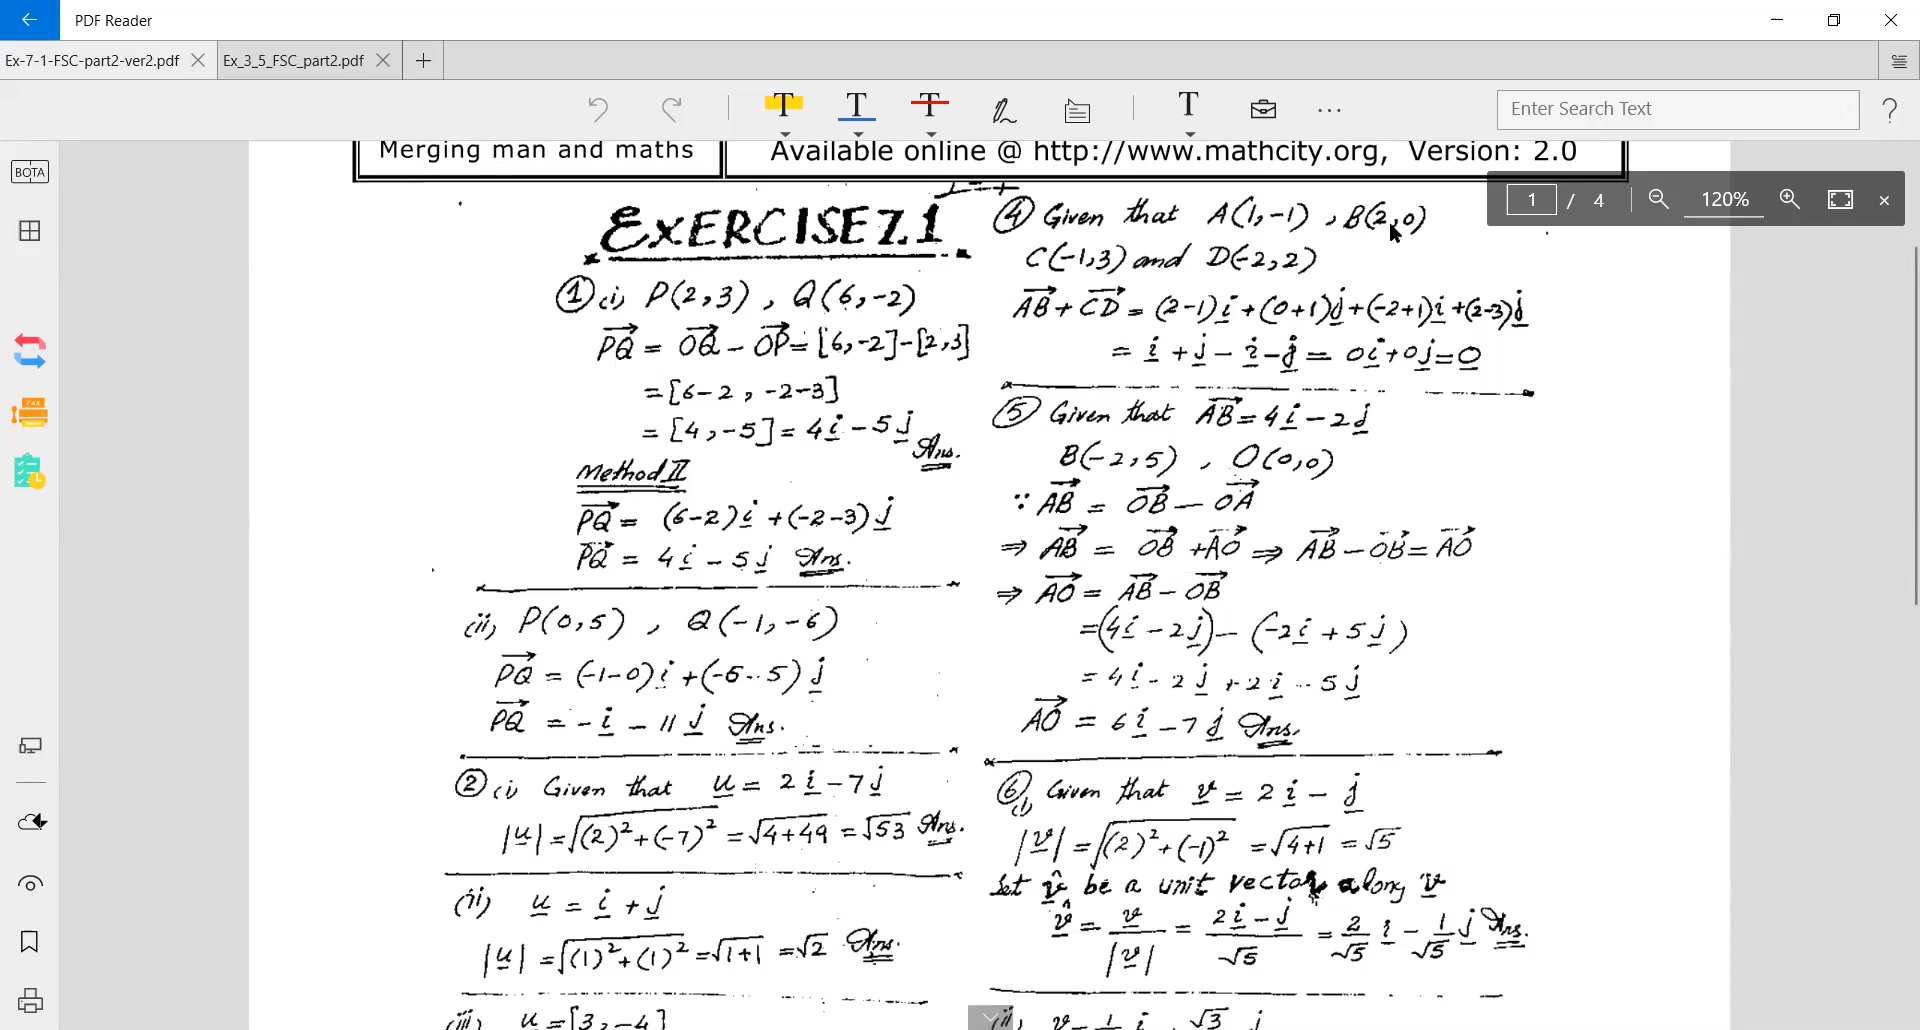 PDF Reader
Ex-7-1-FSC-part2-ver2.pdf
Ex_3_5_FSC_part2.pdf
Enter Search Text
?
BOTA
FAX
1 / 4
120%
Merging man and maths
Available online @ http://www.mathcity.org, Version: 2.0
EXERCISE 7.1.
① (i) P(2,3) , Q(6,-2)
PQ = OQ - OP = [6,-2]-[2,3]
= [6-2 , -2-3]
= [4,-5] = 4i - 5j Ans.
Method II
PQ = (6-2)i + (-2-3)j
PQ = 4i - 5j Ans.
(ii) P(0,5) , Q(-1,-6)
PQ = (-1-0)i + (-6-5)j
PQ = -i - 11j Ans.
② (i) Given that u = 2i - 7j
|u| = √(2)²+(-7)² = √4+49 = √53 Ans.
(ii) u = i + j
|u| = √(1)²+(1)² = √1+1 = √2 Ans.
(iii) u = [3,-4]
④ Given that A(1,-1) , B(2,0)
C(-1,3) and D(-2,2)
AB + CD = (2-1)i + (0+1)j + (-2+1)i + (2-3)j
= i + j - i - j = 0i + 0j = 0
⑤ Given that AB = 4i - 2j
B(-2,5) , O(0,0)
∵ AB = OB - OA
⇒ AB = OB + AO ⇒ AB - OB = AO
⇒ AO = AB - OB
= (4i - 2j) - (-2i + 5j)
= 4i - 2j + 2i - 5j
AO = 6i - 7j Ans.
⑥ (i) Given that v = 2i - j
|v| = √(2)²+(-1)² = √4+1 = √5
Let v̂ be a unit vector along v
v̂ = v/|v| = 2i - j/√5 = 2/√5 i - 1/√5 j Ans.